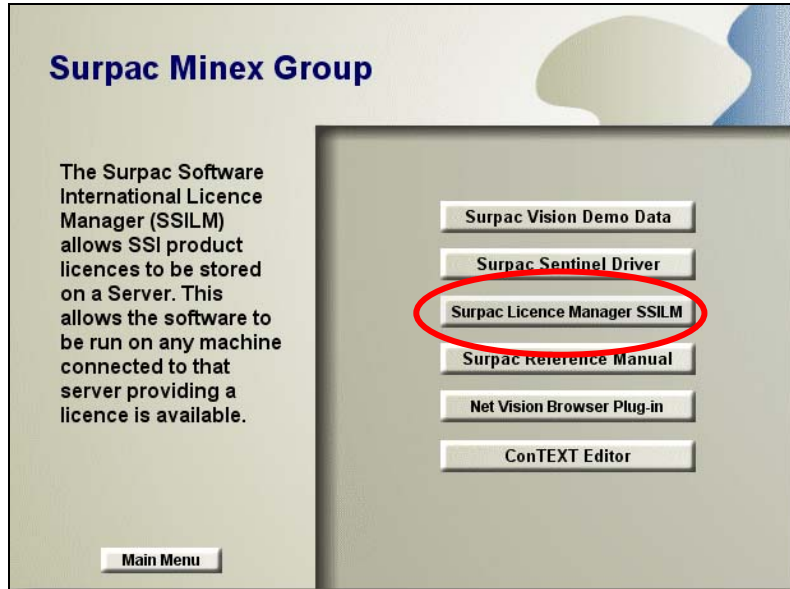 Surpac Minex Group
The Surpac Software
International Licence
Manager (SSILM)
allows SSI product
licences to be stored
on a Server. This
allows the software to
be run on any machine
connected to that
server providing a
licence is available.
Main Menu
Surpac Vision Demo Data
Surpac Sentinel Driver
Surpac Licence Manager SSILM
Surpac Reference Manual
Net Vision Browser Plug-in
ConTEXT Editor